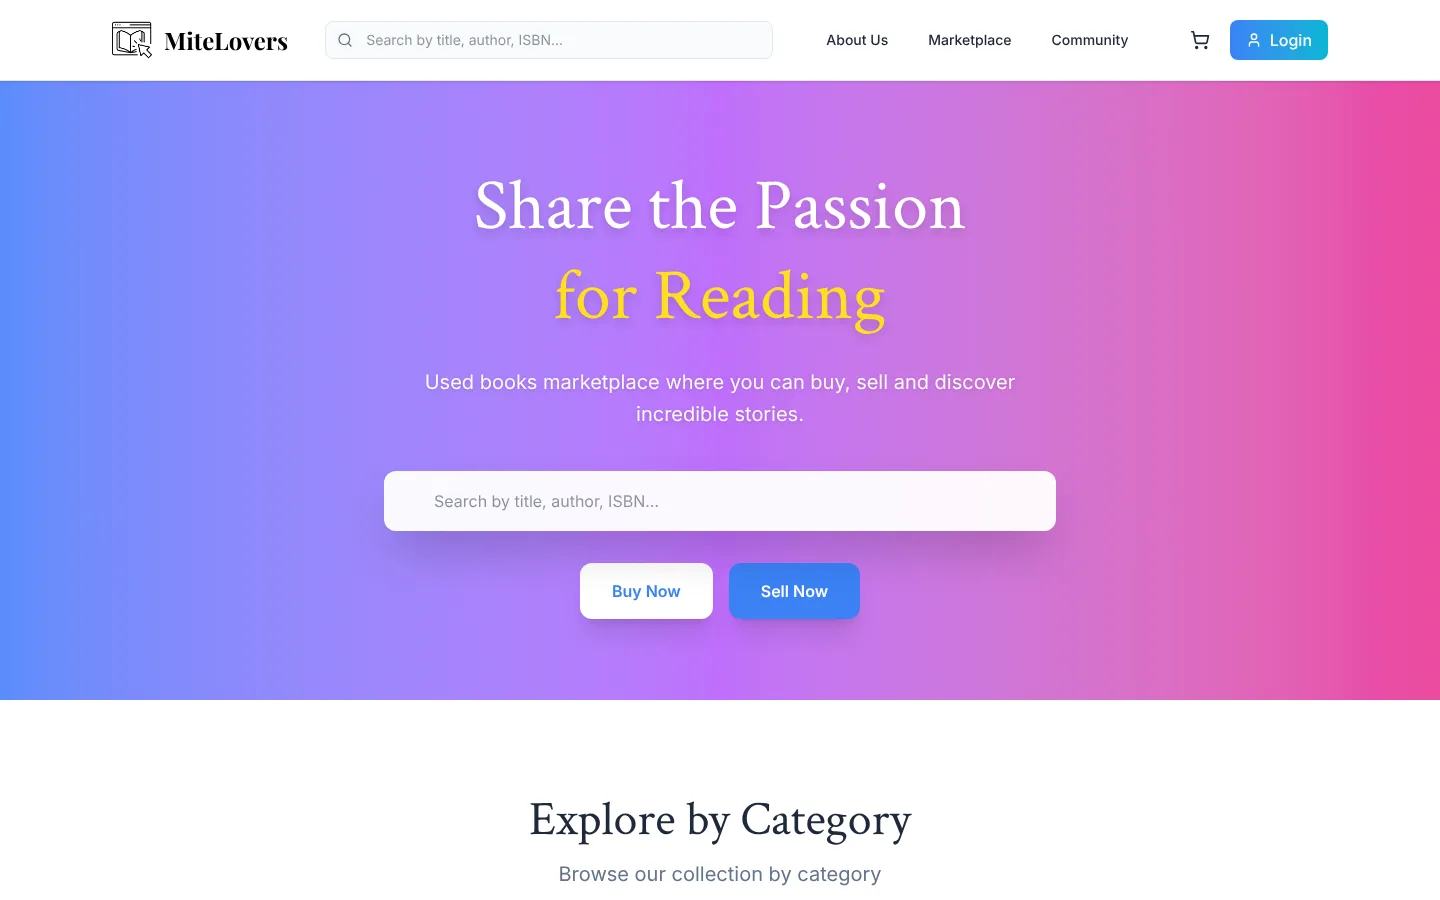 MiteLovers
Search by title, author, ISBN...
About Us
Marketplace
Community
Login
Share the Passion
for Reading
Used books marketplace where you can buy, sell and discover
incredible stories.
Search by title, author, ISBN...
Buy Now
Sell Now
Explore by Category
Browse our collection by category